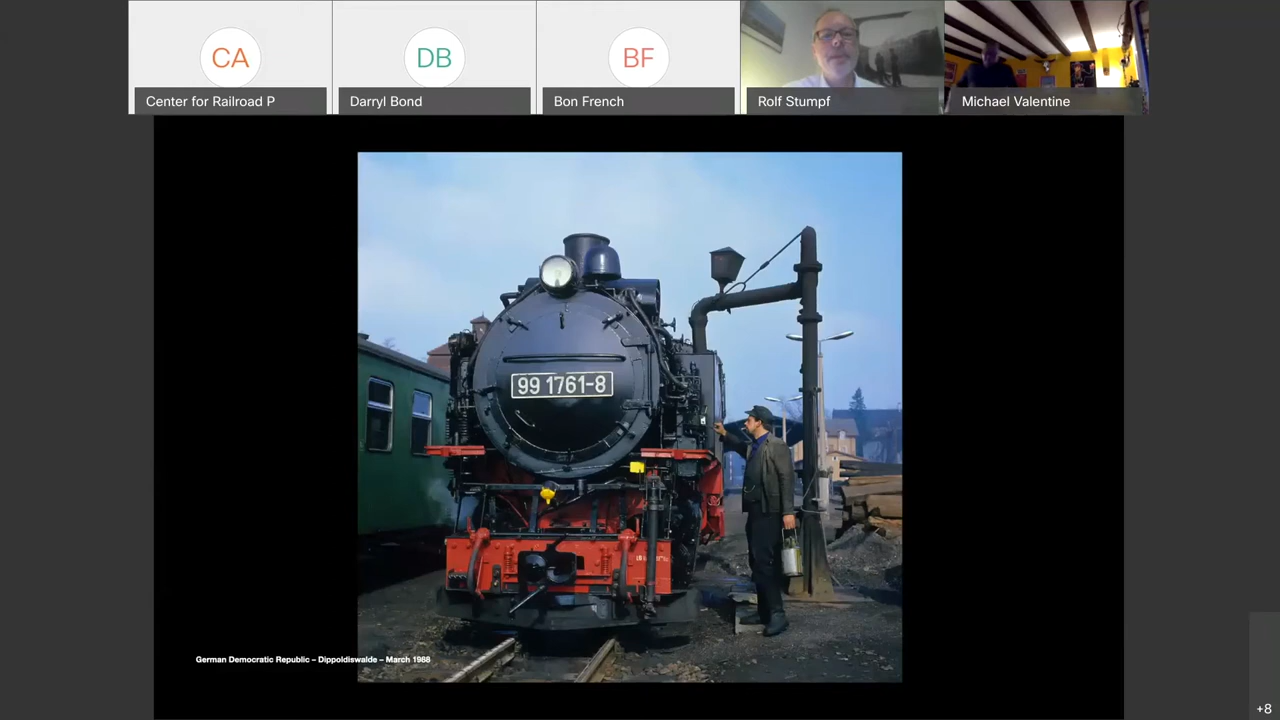 CA
DB
BF
Center for Railroad P
Darryl Bond
Bon French
Rolf Stumpf
Michael Valentine
99 1761-8
German Democratic Republic – Dippoldiswalde – March 1988
+8